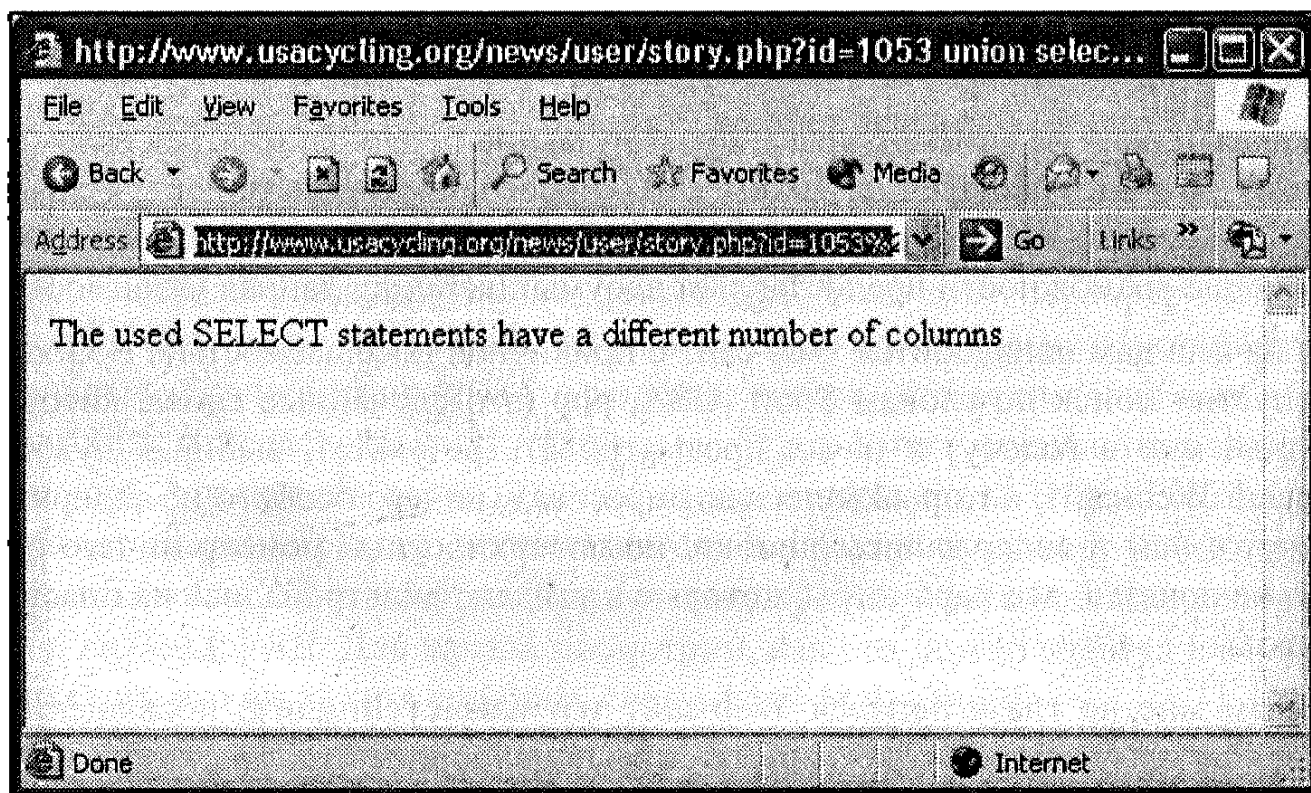 http://www.usacycling.org/news/user/story.php?id=1053 union selec...
File Edit View Favorites Tools Help
Back Search Favorites Media
Address http://www.usacycling.org/news/user/story.php?id=1053% Go Links »
The used SELECT statements have a different number of columns
Done Internet